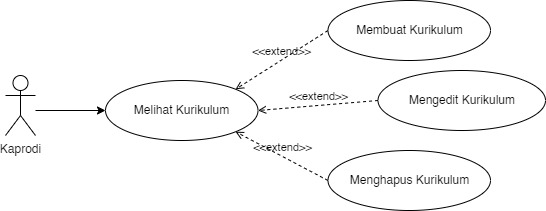 Membuat Kurikulum
<<extend>>
Melihat Kurikulum
<<extend>>
Mengedit Kurikulum
Kaprodi
<<extend>>
Menghapus Kurikulum